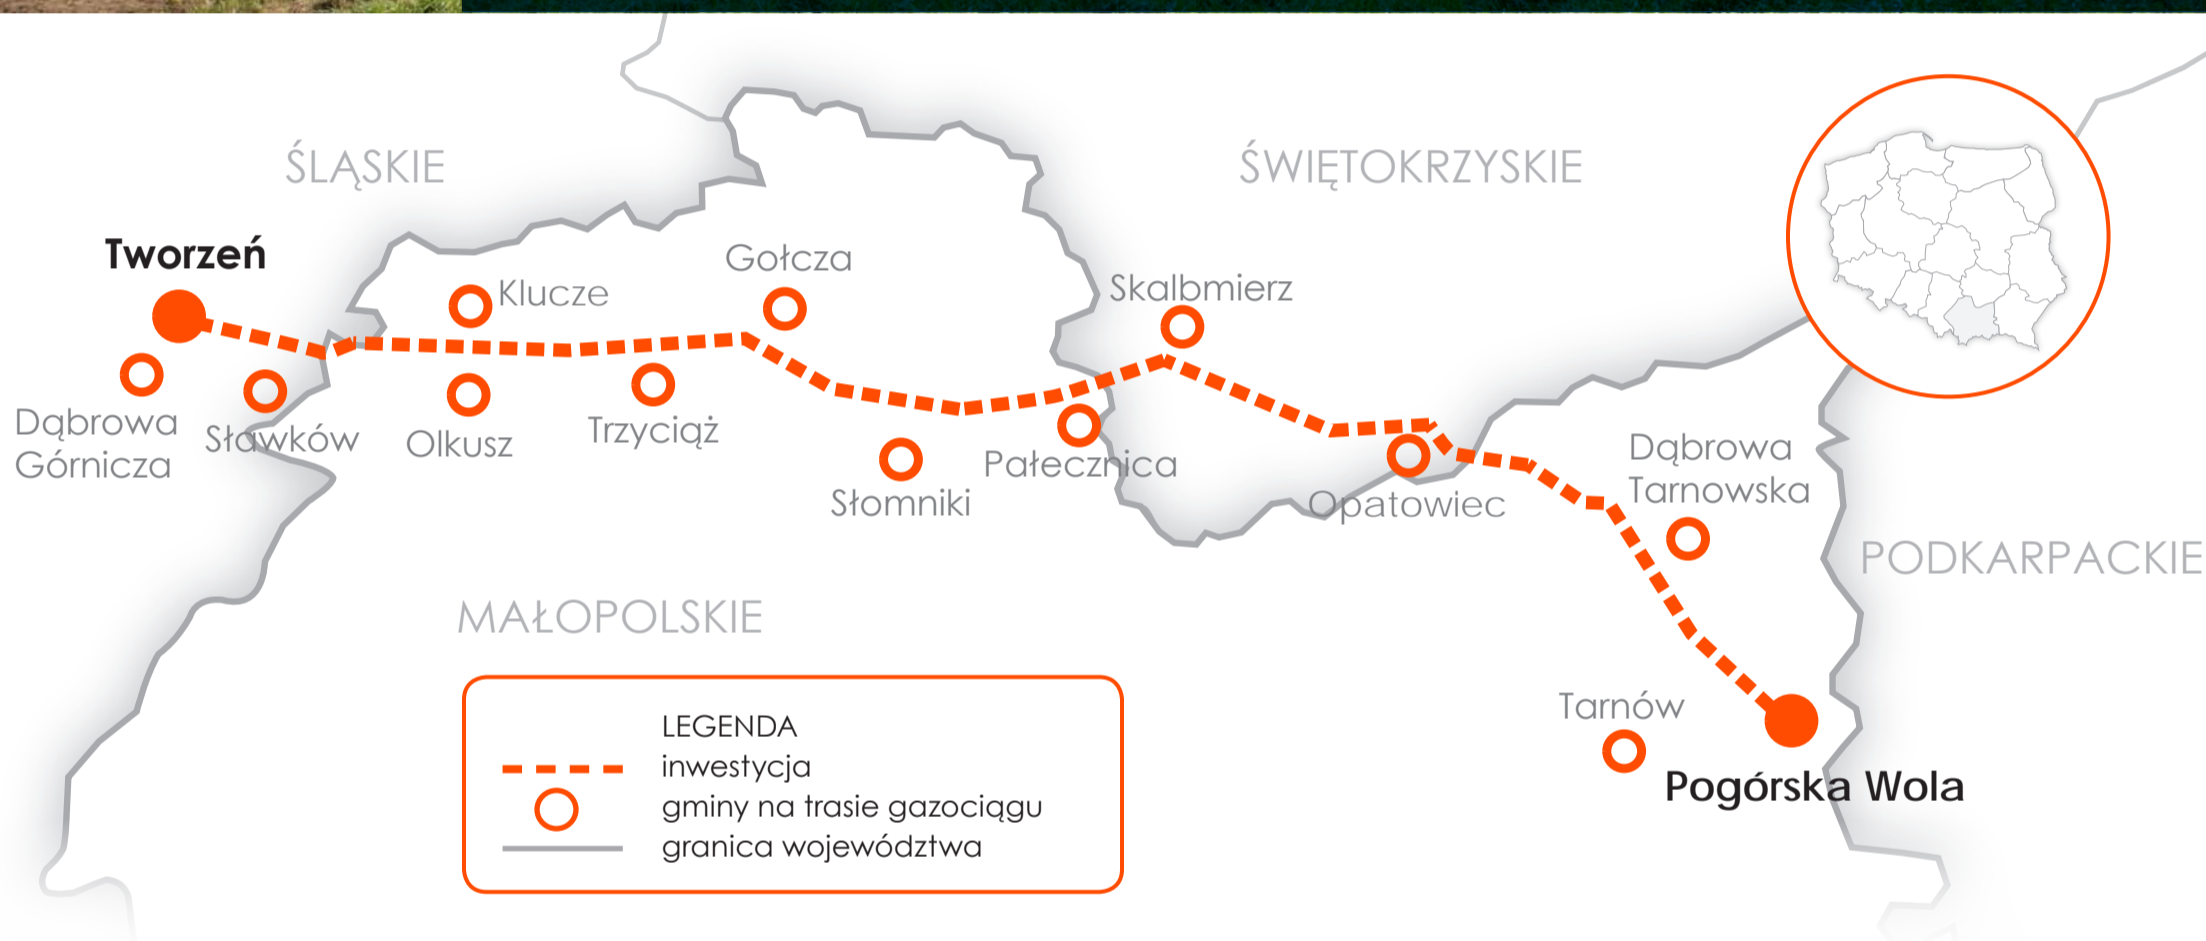 ŚLĄSKIE
ŚWIĘTOKRZYSKIE
Tworzeń
Gołcza
Klucze
Skalbmierz
Dąbrowa
Górnicza
Sławków
Olkusz
Trzyciąż
Słomniki
Pałecznica
Opatowiec
Dąbrowa
Tarnowska
PODKARPACKIE
MAŁOPOLSKIE
Tarnów
Pogórska Wola
LEGENDA
inwestycja
gminy na trasie gazociągu
granica województwa